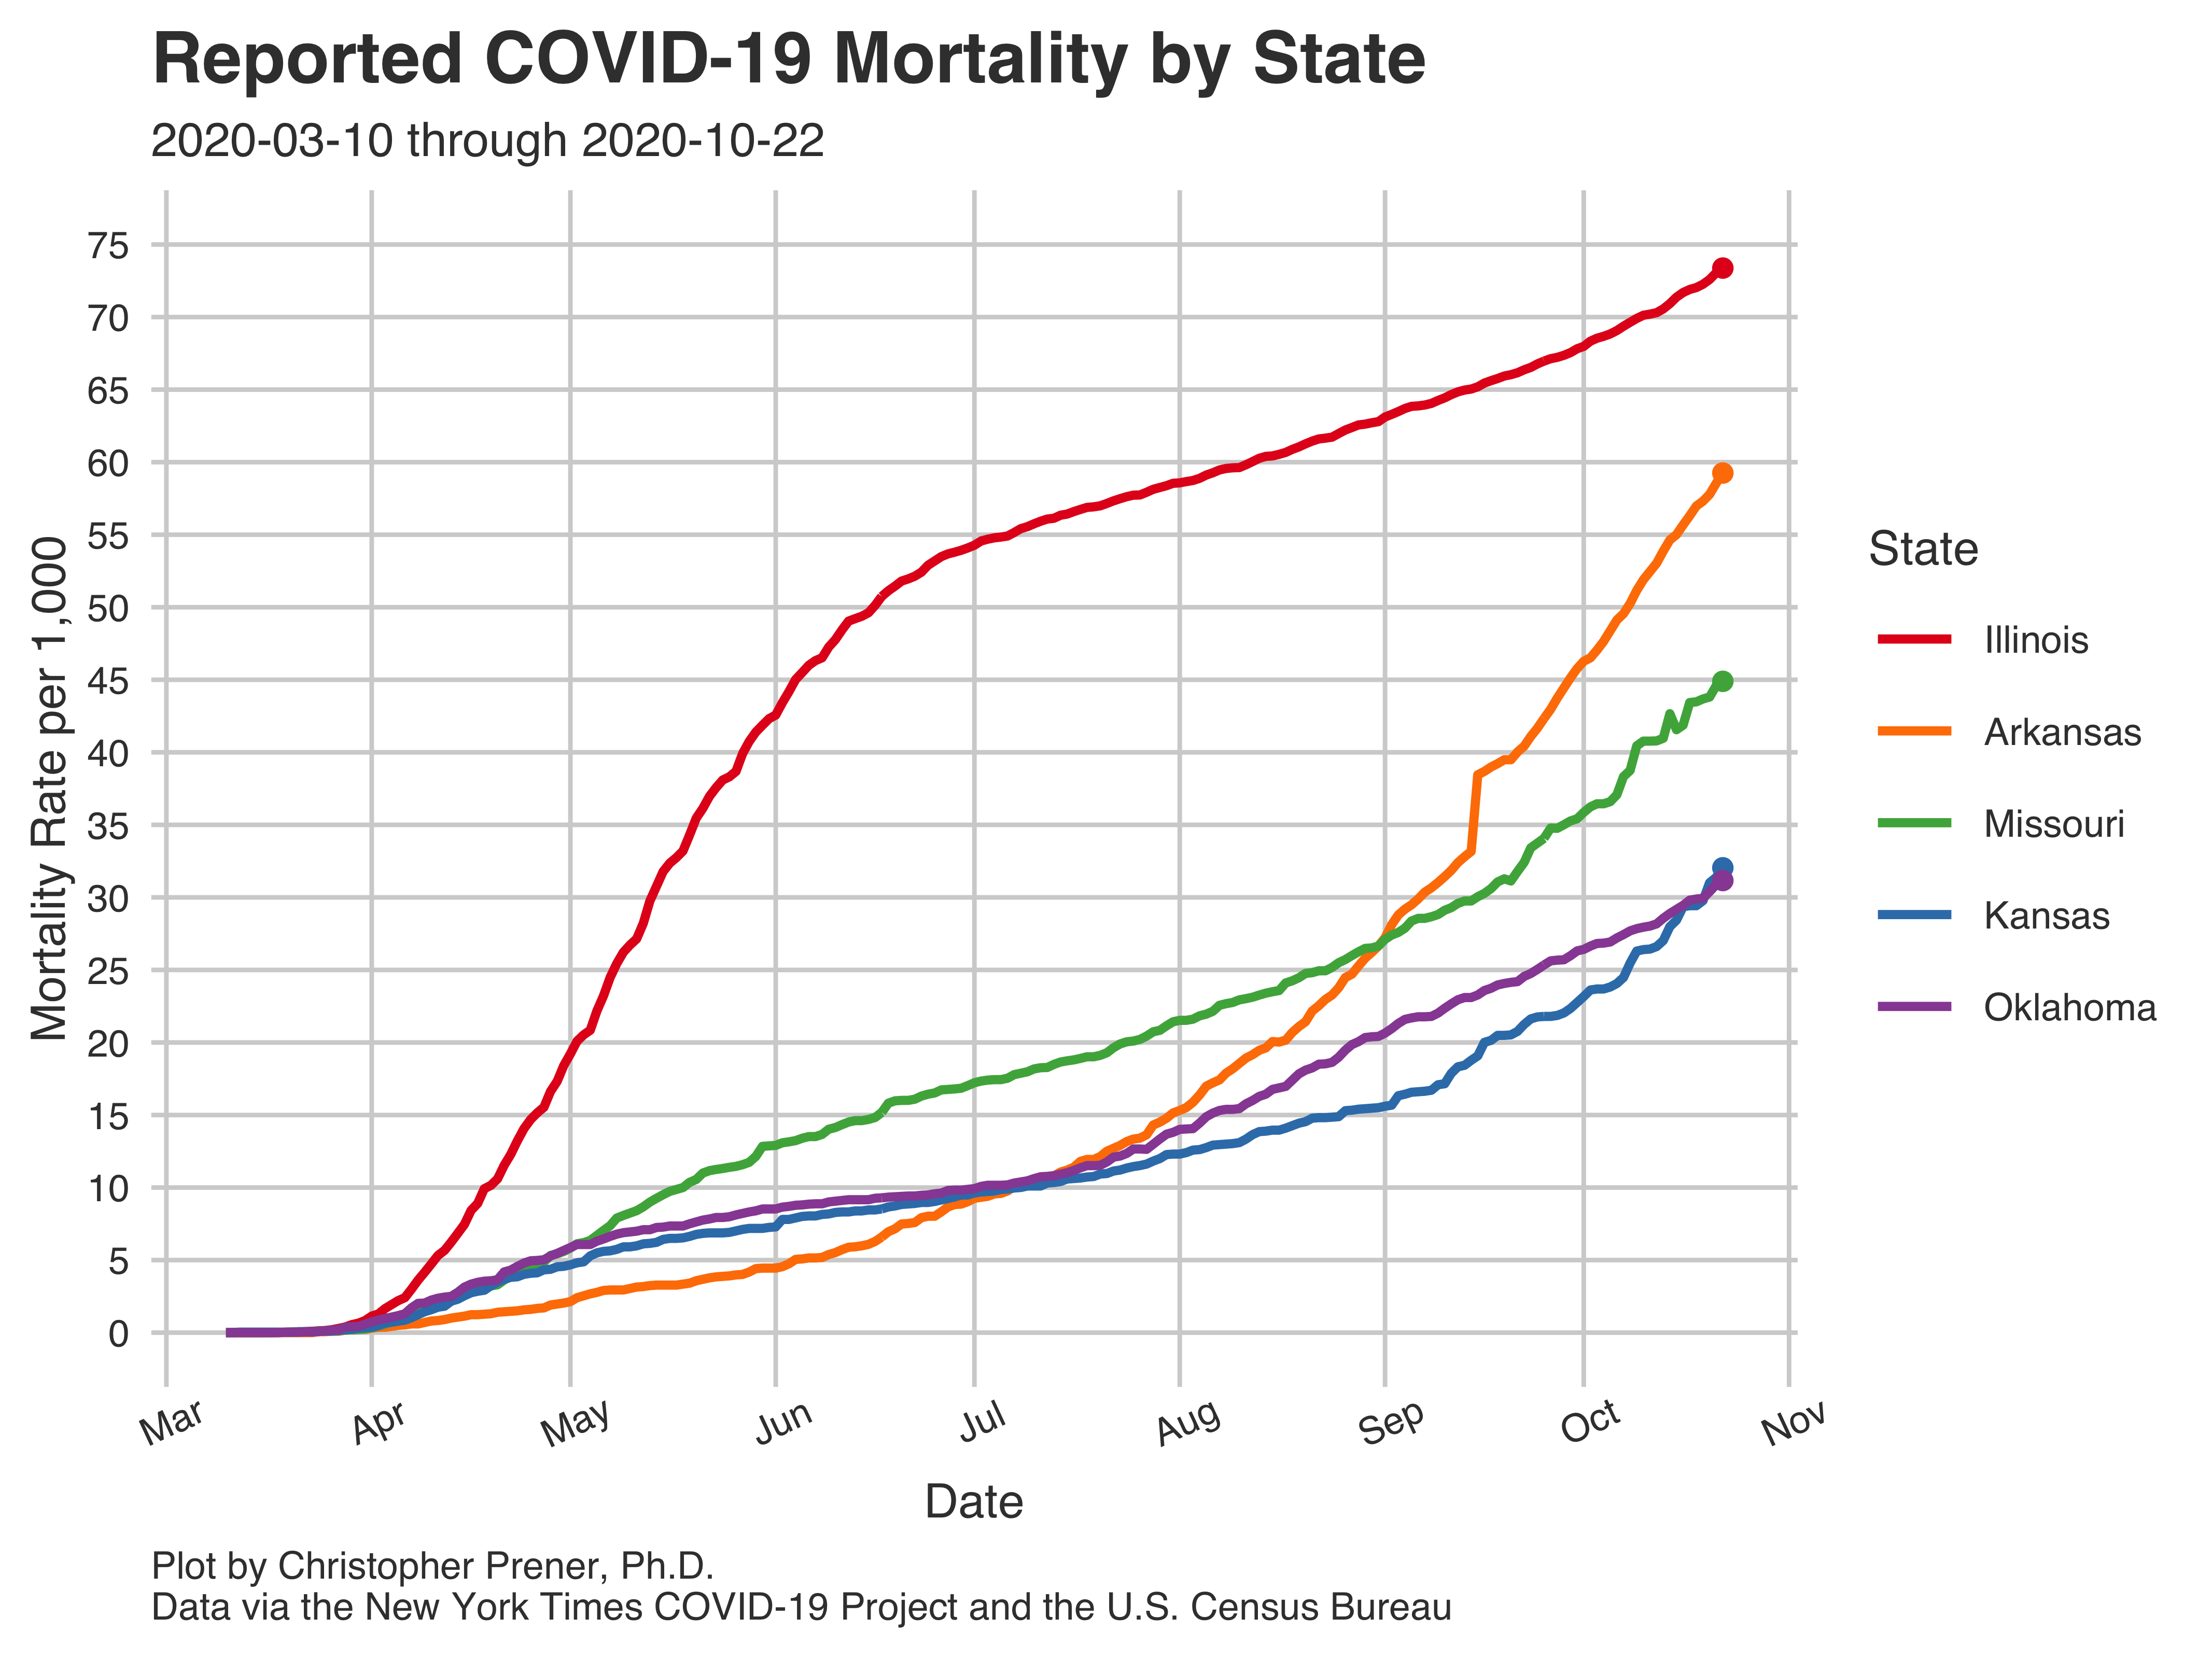 Reported COVID-19 Mortality by State
2020-03-10 through 2020-10-22
Mortality Rate per 1,000
75
70
65
60
55
50
45
40
35
30
25
20
15
10
5
0
Mar
Apr
May
Jun
Jul
Aug
Sep
Oct
Nov
Date
State
Illinois
Arkansas
Missouri
Kansas
Oklahoma
Plot by Christopher Prener, Ph.D.
Data via the New York Times COVID-19 Project and the U.S. Census Bureau